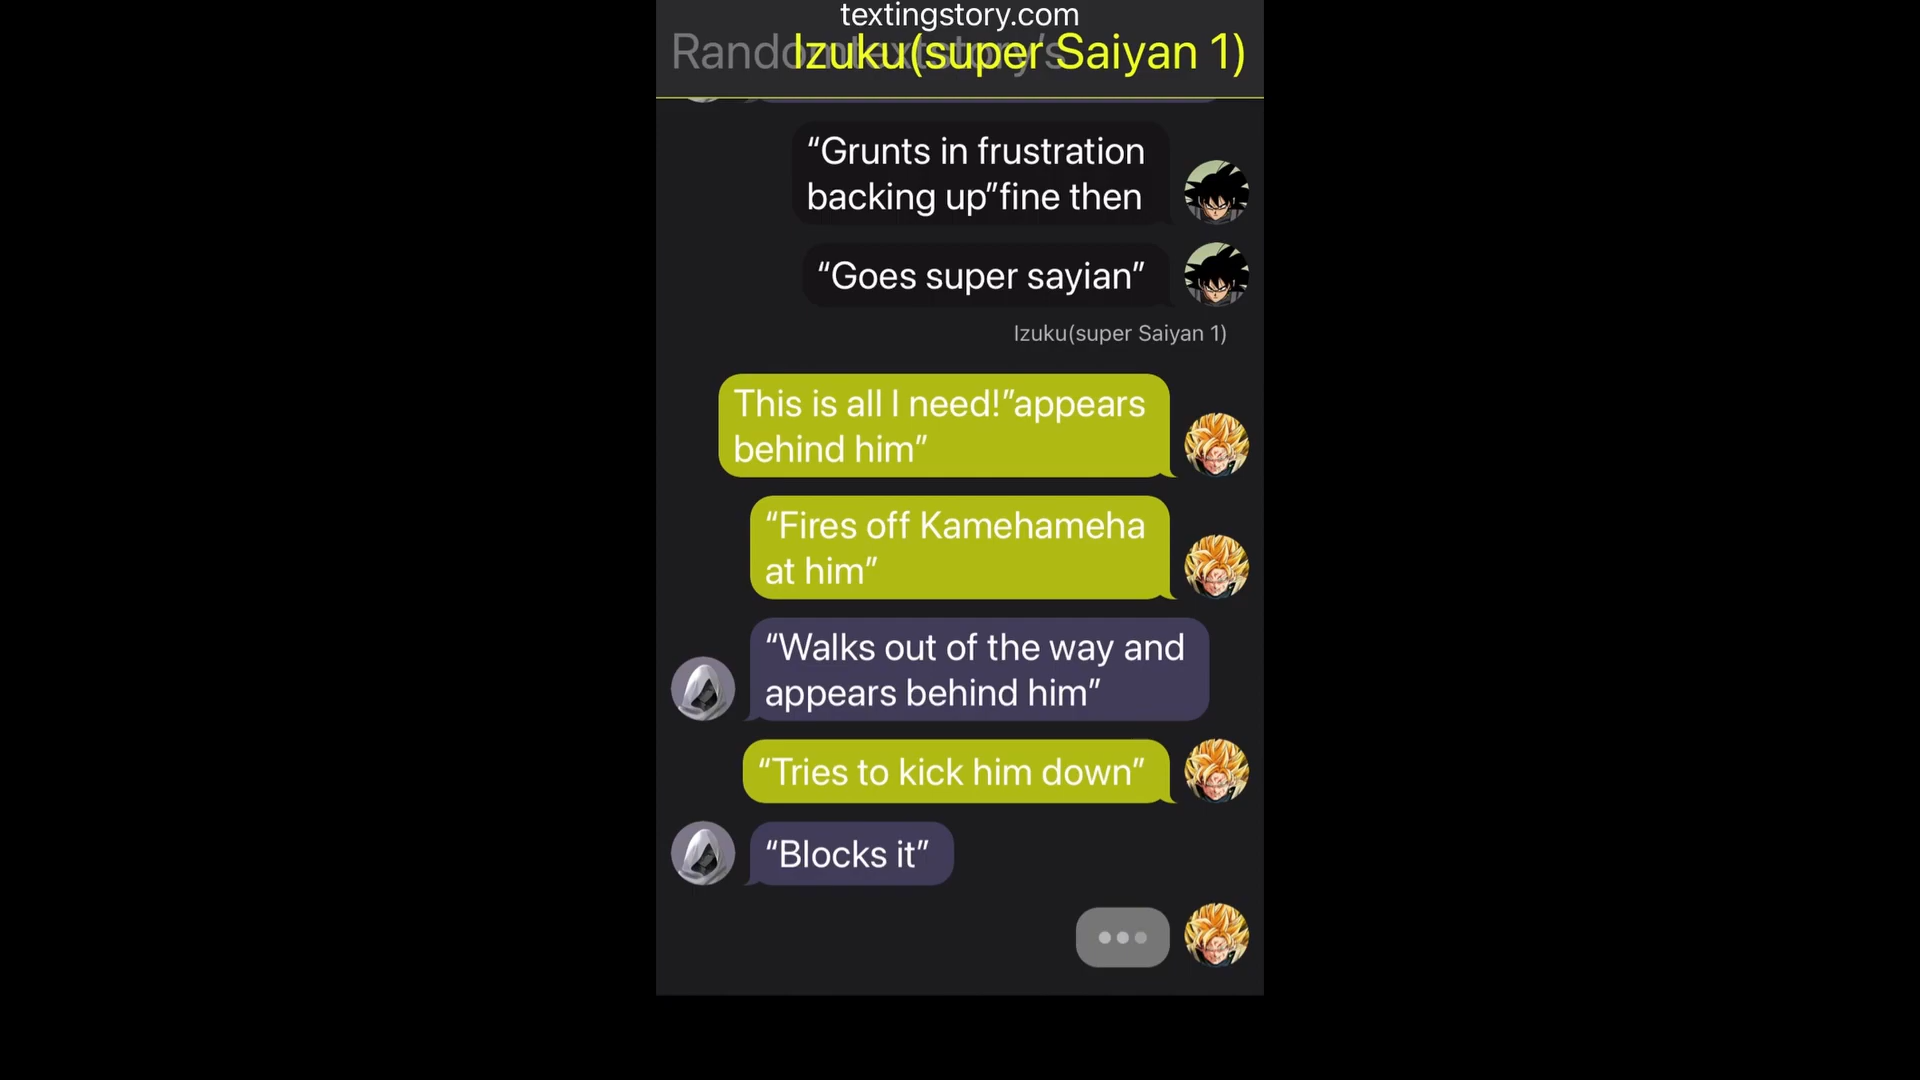 textingstory.com
Randomtextstory's
Izuku(super Saiyan 1)
“Grunts in frustration
backing up”fine then
“Goes super sayian”
Izuku(super Saiyan 1)
This is all I need!”appears
behind him”
“Fires off Kamehameha
at him”
“Walks out of the way and
appears behind him”
“Tries to kick him down”
“Blocks it”